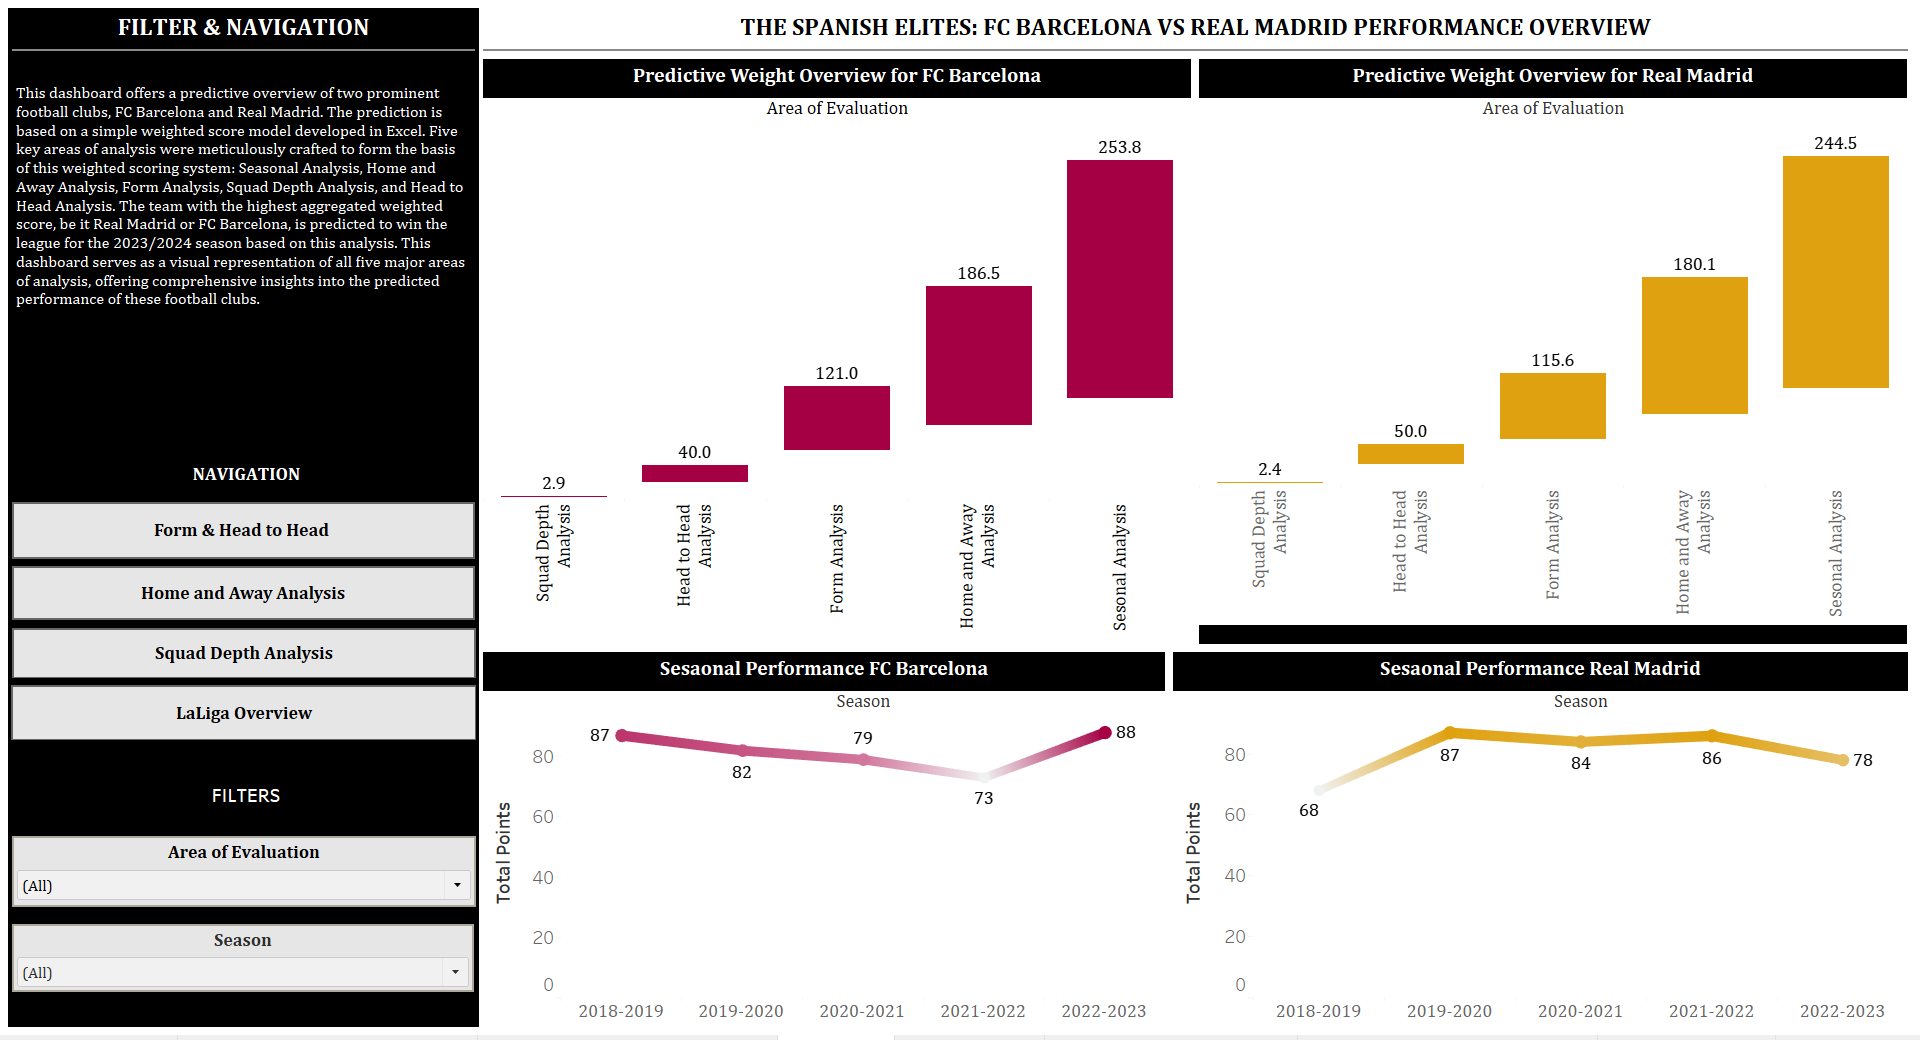 FILTER & NAVIGATION
This dashboard offers a predictive overview of two prominent
football clubs, FC Barcelona and Real Madrid. The prediction is
based on a simple weighted score model developed in Excel. Five
key areas of analysis were meticulously crafted to form the basis
of this weighted scoring system: Seasonal Analysis, Home and
Away Analysis, Form Analysis, Squad Depth Analysis, and Head to
Head Analysis. The team with the highest aggregated weighted
score, be it Real Madrid or FC Barcelona, is predicted to win the
league for the 2023/2024 season based on this analysis. This
dashboard serves as a visual representation of all five major areas
of analysis, offering comprehensive insights into the predicted
performance of these football clubs.
NAVIGATION
Form & Head to Head
Home and Away Analysis
Squad Depth Analysis
LaLiga Overview
FILTERS
Area of Evaluation
(All)
Season
(All)
THE SPANISH ELITES: FC BARCELONA VS REAL MADRID PERFORMANCE OVERVIEW
Predictive Weight Overview for FC Barcelona
Area of Evaluation
2.9
40.0
121.0
186.5
253.8
Squad Depth
Analysis
Head to Head
Analysis
Form Analysis
Home and Away
Analysis
Sesonal Analysis
Predictive Weight Overview for Real Madrid
Area of Evaluation
2.4
50.0
115.6
180.1
244.5
Squad Depth
Analysis
Head to Head
Analysis
Form Analysis
Home and Away
Analysis
Sesonal Analysis
Sesaonal Performance FC Barcelona
Season
Total Points
80
60
40
20
0
87
82
79
73
88
2018-2019
2019-2020
2020-2021
2021-2022
2022-2023
Sesaonal Performance Real Madrid
Season
Total Points
80
60
40
20
0
68
87
84
86
78
2018-2019
2019-2020
2020-2021
2021-2022
2022-2023